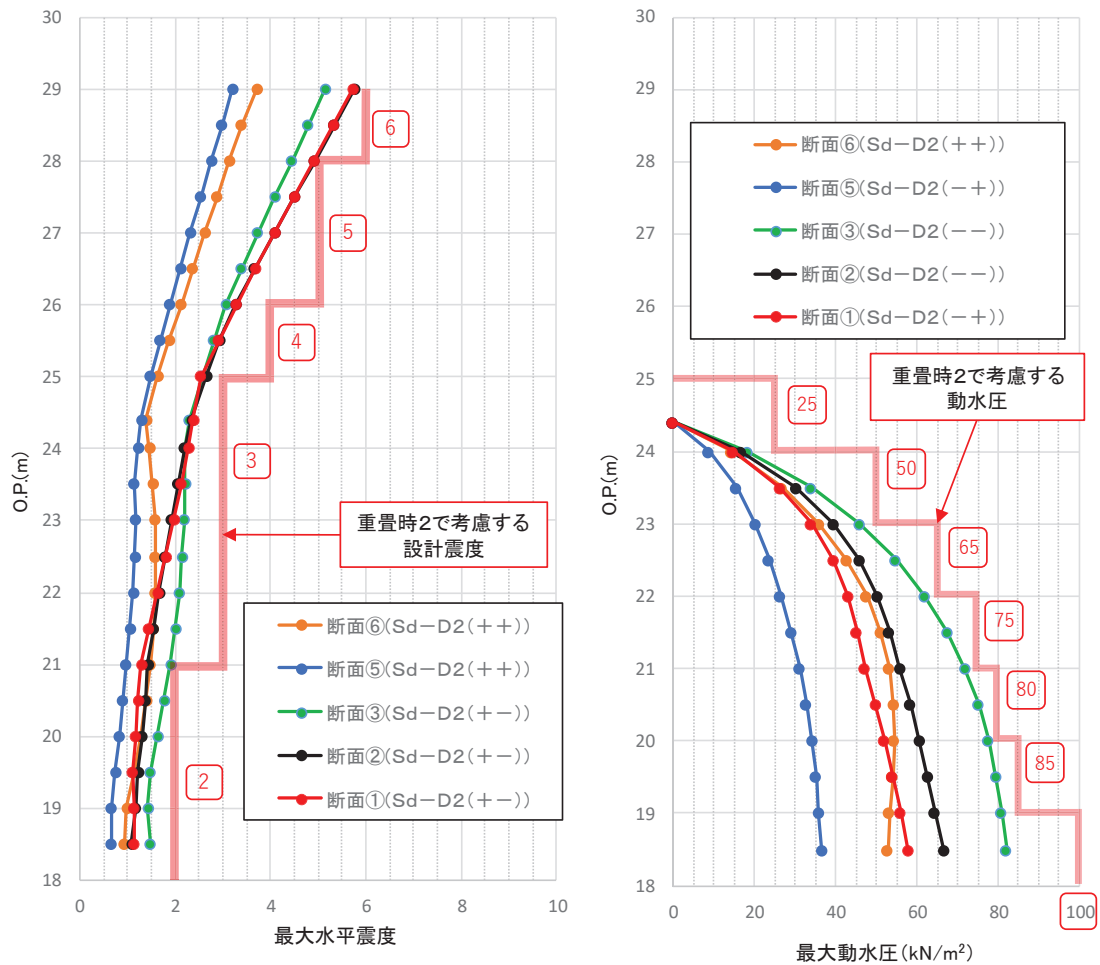 30
29
28
27
26
25
24
23
22
21
20
19
18
O.P.(m)
0
2
4
6
8
10
最大水平震度
6
5
4
3
2
重畳時2で考慮する
設計震度
断面⑥(Sd－D2(＋＋))
断面⑤(Sd－D2(＋＋))
断面③(Sd－D2(＋－))
断面②(Sd－D2(＋－))
断面①(Sd－D2(＋－))
30
29
28
27
26
25
24
23
22
21
20
19
18
O.P.(m)
0
20
40
60
80
100
最大動水圧(kN/m²)
断面⑥(Sd－D2(＋＋))
断面⑤(Sd－D2(－＋))
断面③(Sd－D2(－－))
断面②(Sd－D2(－－))
断面①(Sd－D2(－＋))
重畳時2で考慮する
動水圧
25
50
65
75
80
85